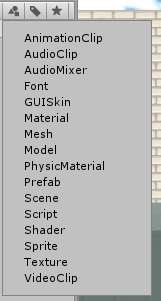 AnimationClip
AudioClip
AudioMixer
Font
GUISkin
Material
Mesh
Model
PhysicMaterial
Prefab
Scene
Script
Shader
Sprite
Texture
VideoClip